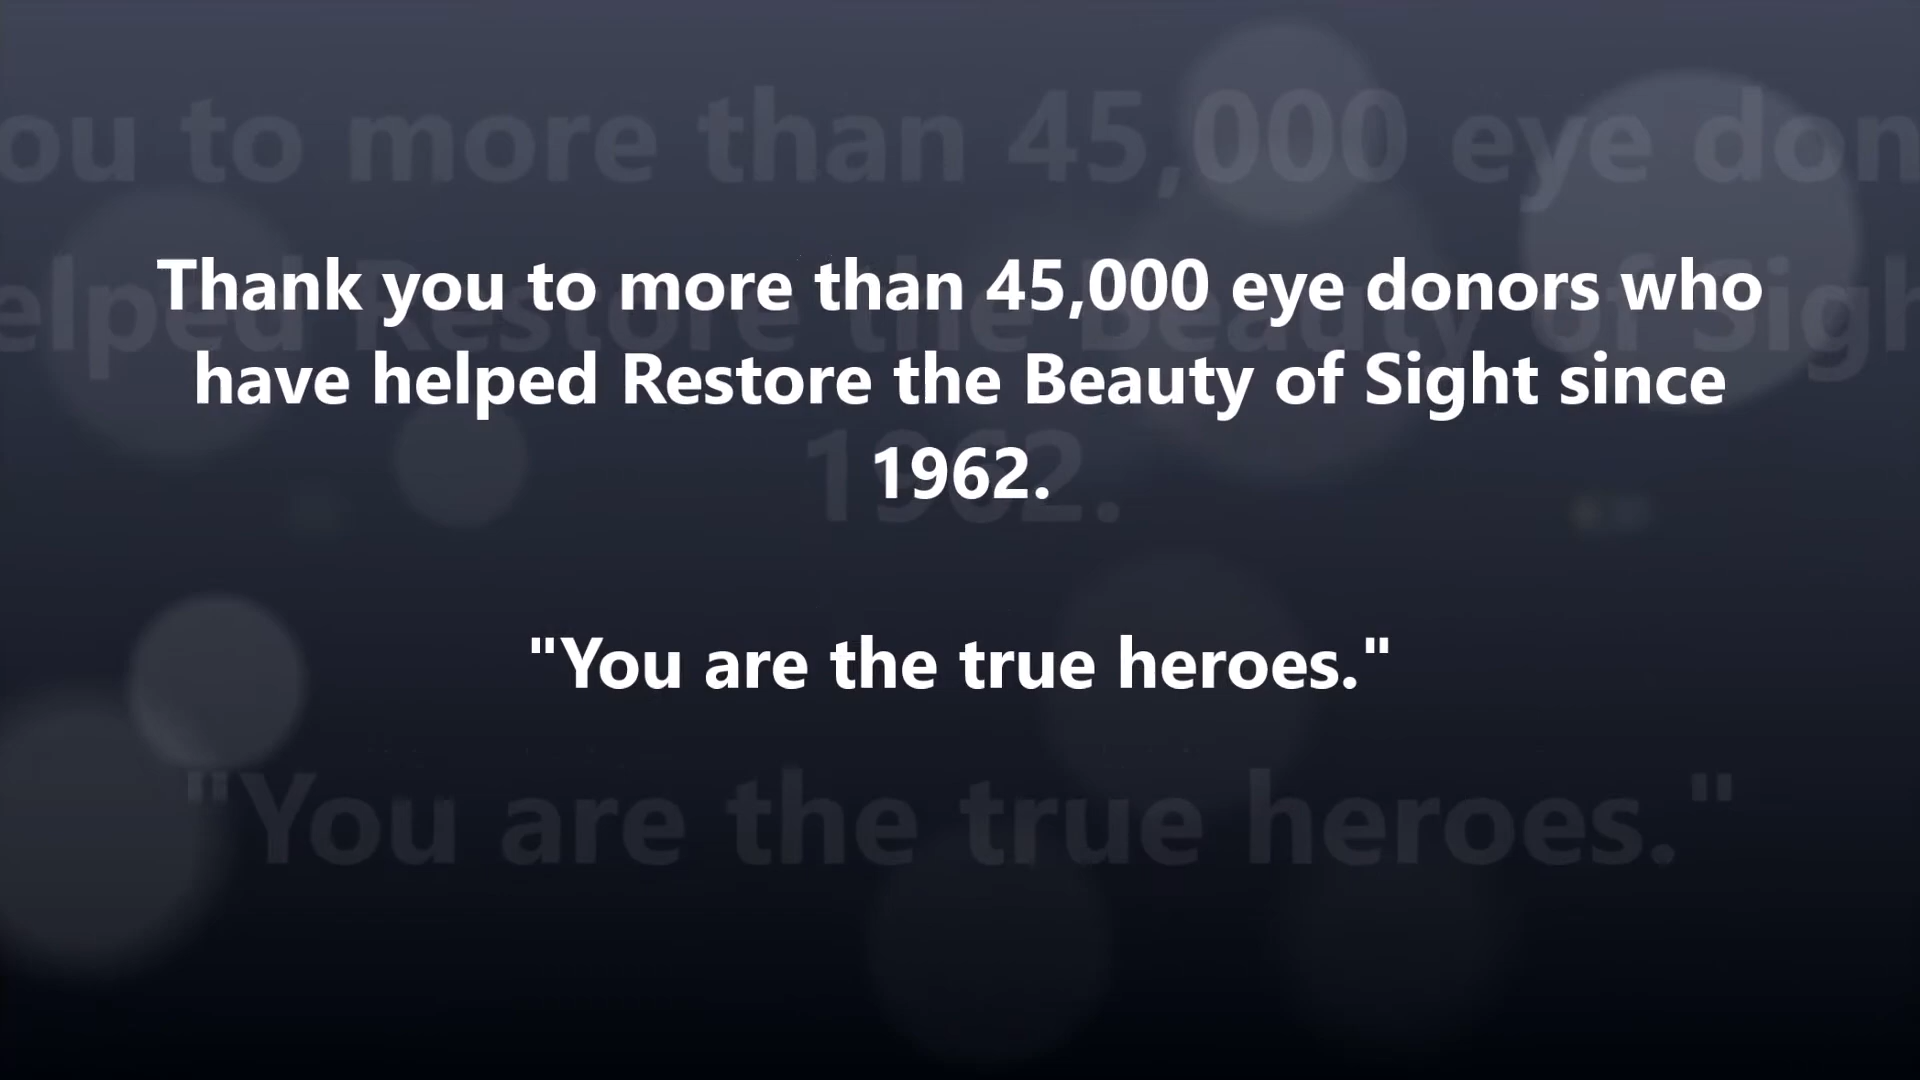 Thank you to more than 45,000 eye donors who
have helped Restore the Beauty of Sight since
1962.
"You are the true heroes."